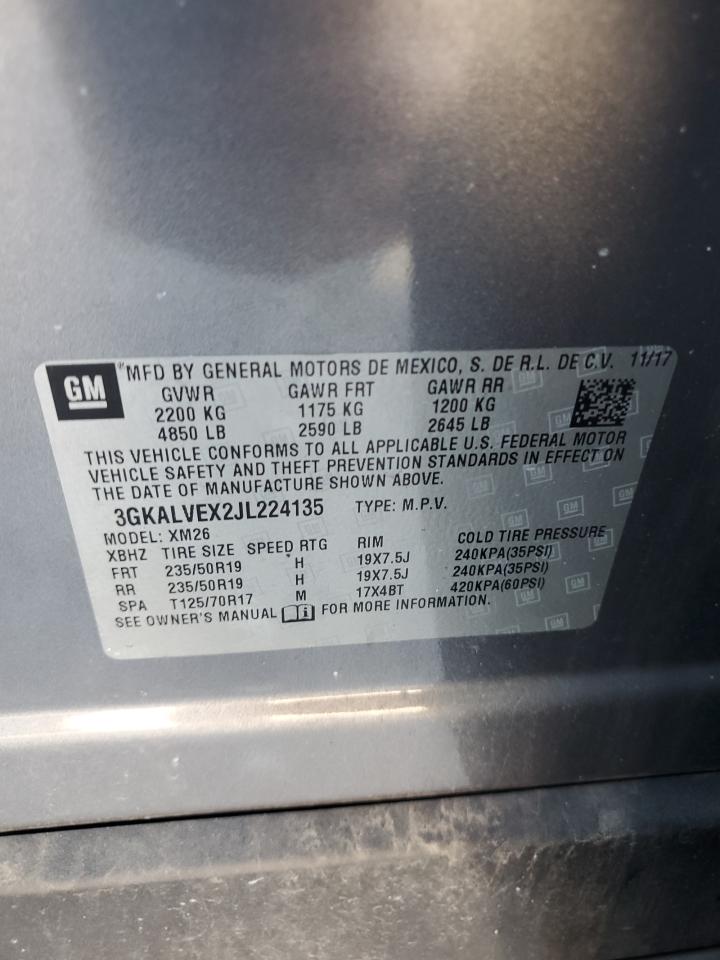 GM
*MFD BY GENERAL MOTORS DE MEXICO, S. DE R.L. DE C.V. 11/17
GVWR GAWR FRT GAWR RR
2200 KG 1175 KG 1200 KG
4850 LB 2590 LB 2645 LB
THIS VEHICLE CONFORMS TO ALL APPLICABLE U.S. FEDERAL MOTOR
VEHICLE SAFETY AND THEFT PREVENTION STANDARDS IN EFFECT ON
THE DATE OF MANUFACTURE SHOWN ABOVE.
3GKALVEX2JL224135 TYPE: M.P.V.
MODEL: XM26
XBHZ TIRE SIZE SPEED RTG RIM COLD TIRE PRESSURE
FRT 235/50R19 H 19X7.5J 240KPA(35PSI)
RR 235/50R19 H 19X7.5J 240KPA(35PSI)
SPA T125/70R17 M 17X4BT 420KPA(60PSI)
SEE OWNER'S MANUAL FOR MORE INFORMATION.